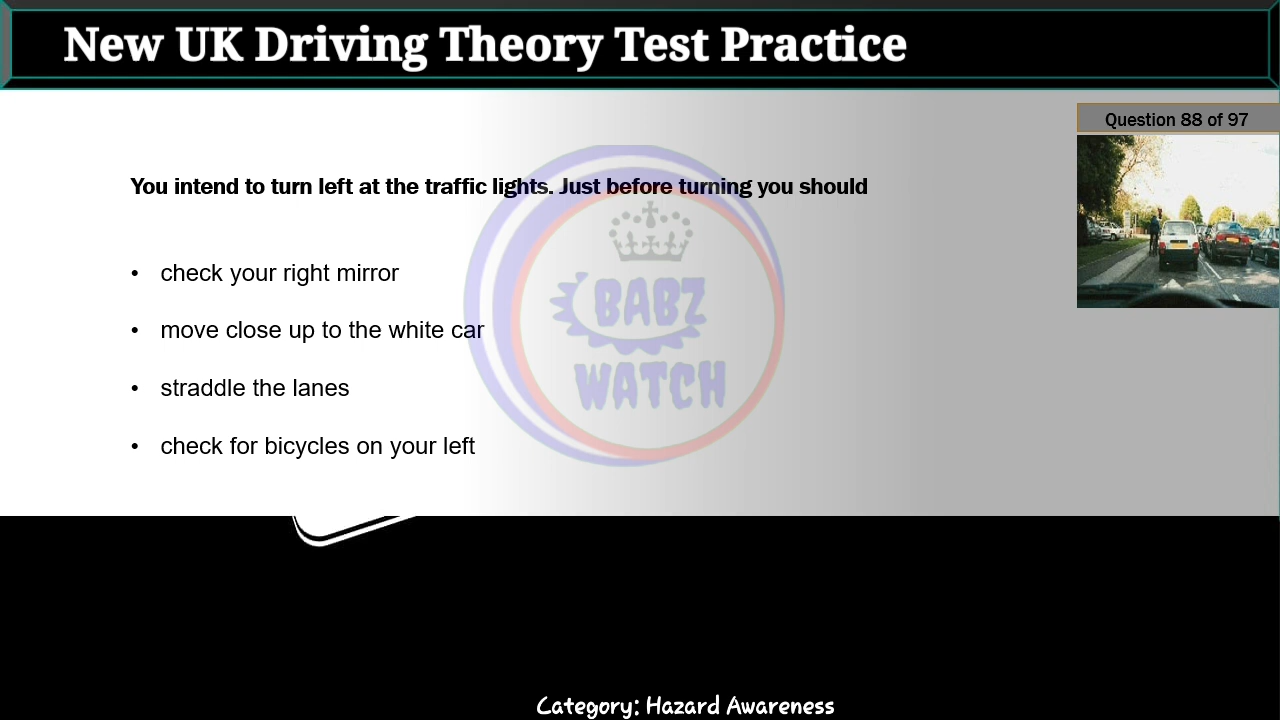 New UK Driving Theory Test Practice
Question 88 of 97
You intend to turn left at the traffic lights. Just before turning you should
• check your right mirror
• move close up to the white car
• straddle the lanes
• check for bicycles on your left
BABZ
WATCH
Category: Hazard Awareness